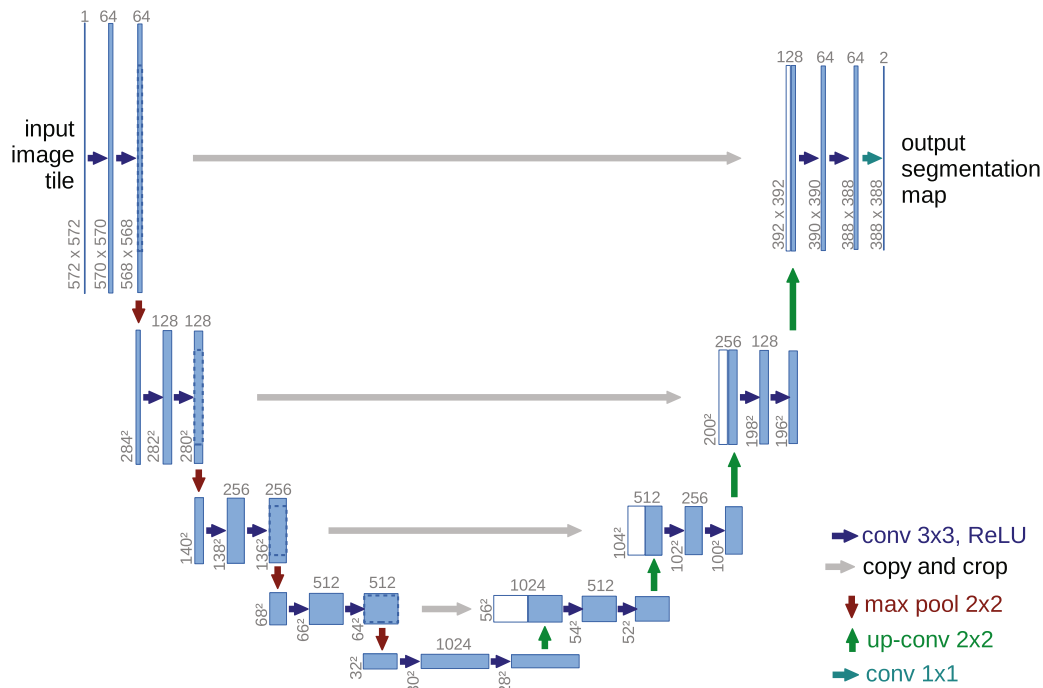 1 64 64
128 64 64 2
input
image
tile
output
segmentation
map
572 x 572
570 x 570
568 x 568
392 x 392
390 x 390
388 x 388
388 x 388
128 128
256 128
284²
282²
280²
200²
198²
196²
256 256
512 256
140²
138²
136²
104²
102²
100²
512 512
1024 512
68²
66²
64²
56²
54²
52²
1024
32²
conv 3x3, ReLU
copy and crop
max pool 2x2
up-conv 2x2
conv 1x1